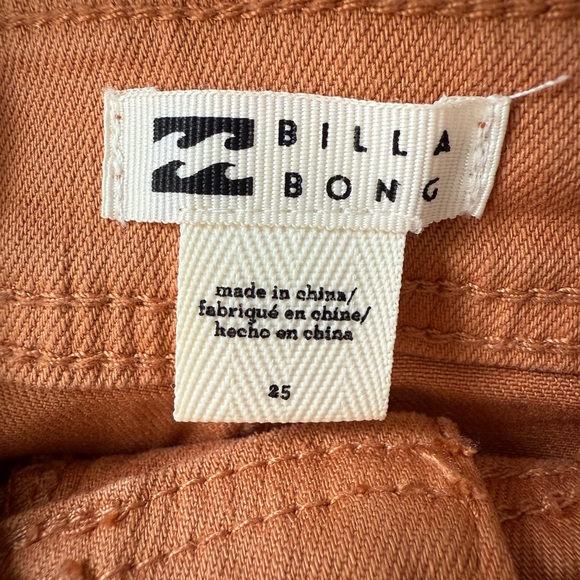 BILLA
BONG
made in china/
fabriqué en chine/
hecho en china
25